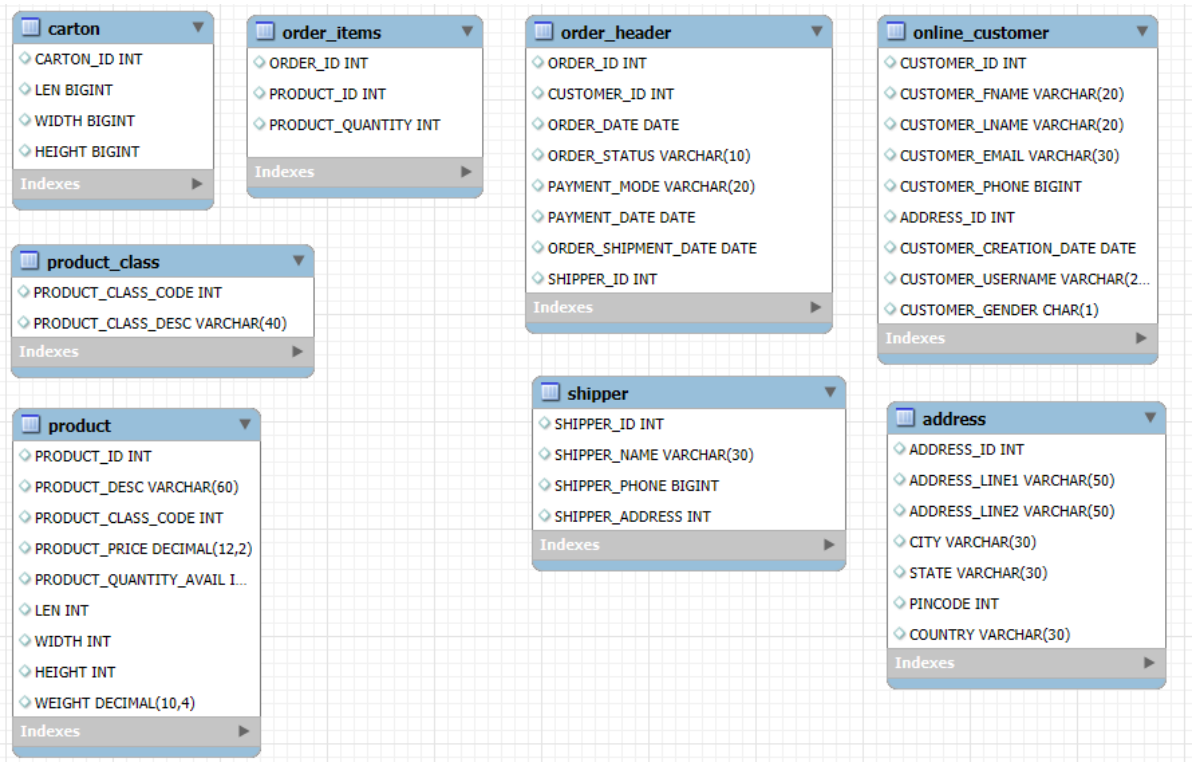 carton
CARTON_ID INT
LEN BIGINT
WIDTH BIGINT
HEIGHT BIGINT
Indexes
order_items
ORDER_ID INT
PRODUCT_ID INT
PRODUCT_QUANTITY INT
Indexes
order_header
ORDER_ID INT
CUSTOMER_ID INT
ORDER_DATE DATE
ORDER_STATUS VARCHAR(10)
PAYMENT_MODE VARCHAR(20)
PAYMENT_DATE DATE
ORDER_SHIPMENT_DATE DATE
SHIPPER_ID INT
Indexes
online_customer
CUSTOMER_ID INT
CUSTOMER_FNAME VARCHAR(20)
CUSTOMER_LNAME VARCHAR(20)
CUSTOMER_EMAIL VARCHAR(30)
CUSTOMER_PHONE BIGINT
ADDRESS_ID INT
CUSTOMER_CREATION_DATE DATE
CUSTOMER_USERNAME VARCHAR(2...
CUSTOMER_GENDER CHAR(1)
Indexes
product_class
PRODUCT_CLASS_CODE INT
PRODUCT_CLASS_DESC VARCHAR(40)
Indexes
product
PRODUCT_ID INT
PRODUCT_DESC VARCHAR(60)
PRODUCT_CLASS_CODE INT
PRODUCT_PRICE DECIMAL(12,2)
PRODUCT_QUANTITY_AVAIL I...
LEN INT
WIDTH INT
HEIGHT INT
WEIGHT DECIMAL(10,4)
Indexes
shipper
SHIPPER_ID INT
SHIPPER_NAME VARCHAR(30)
SHIPPER_PHONE BIGINT
SHIPPER_ADDRESS INT
Indexes
address
ADDRESS_ID INT
ADDRESS_LINE1 VARCHAR(50)
ADDRESS_LINE2 VARCHAR(50)
CITY VARCHAR(30)
STATE VARCHAR(30)
PINCODE INT
COUNTRY VARCHAR(30)
Indexes